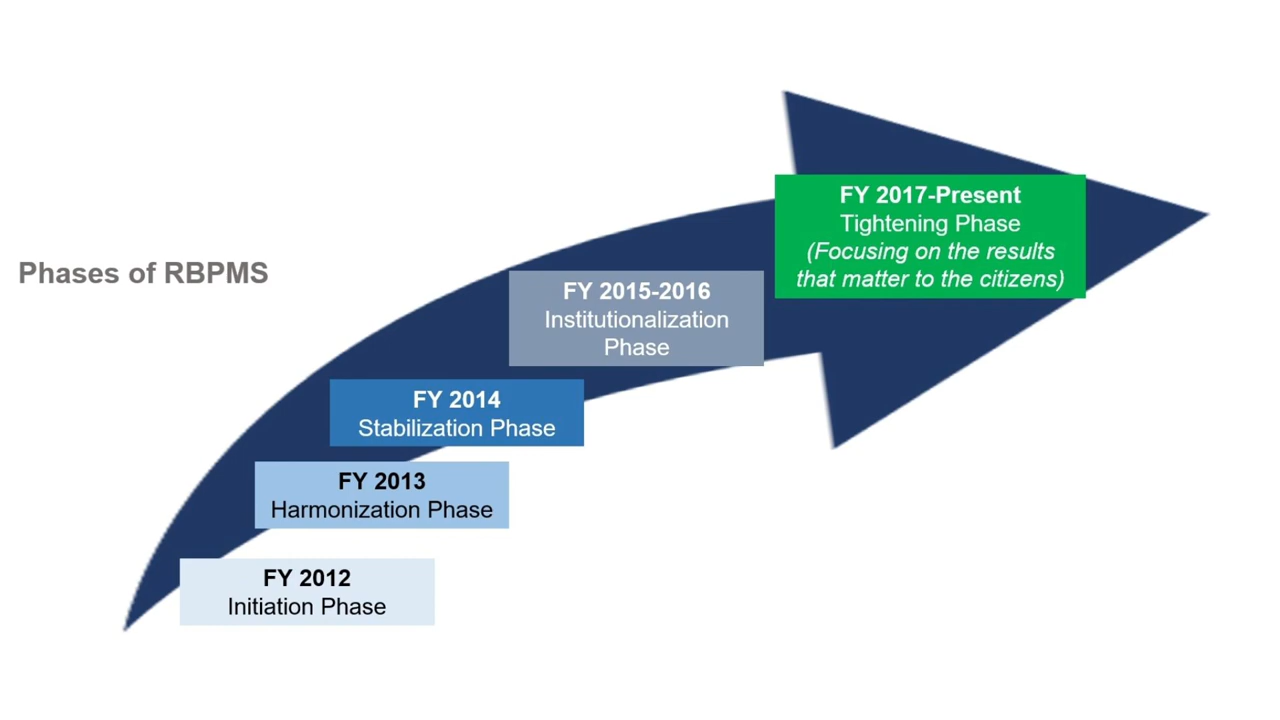 Phases of RBPMS
FY 2017-Present
Tightening Phase
(Focusing on the results
that matter to the citizens)
FY 2015-2016
Institutionalization
Phase
FY 2014
Stabilization Phase
FY 2013
Harmonization Phase
FY 2012
Initiation Phase